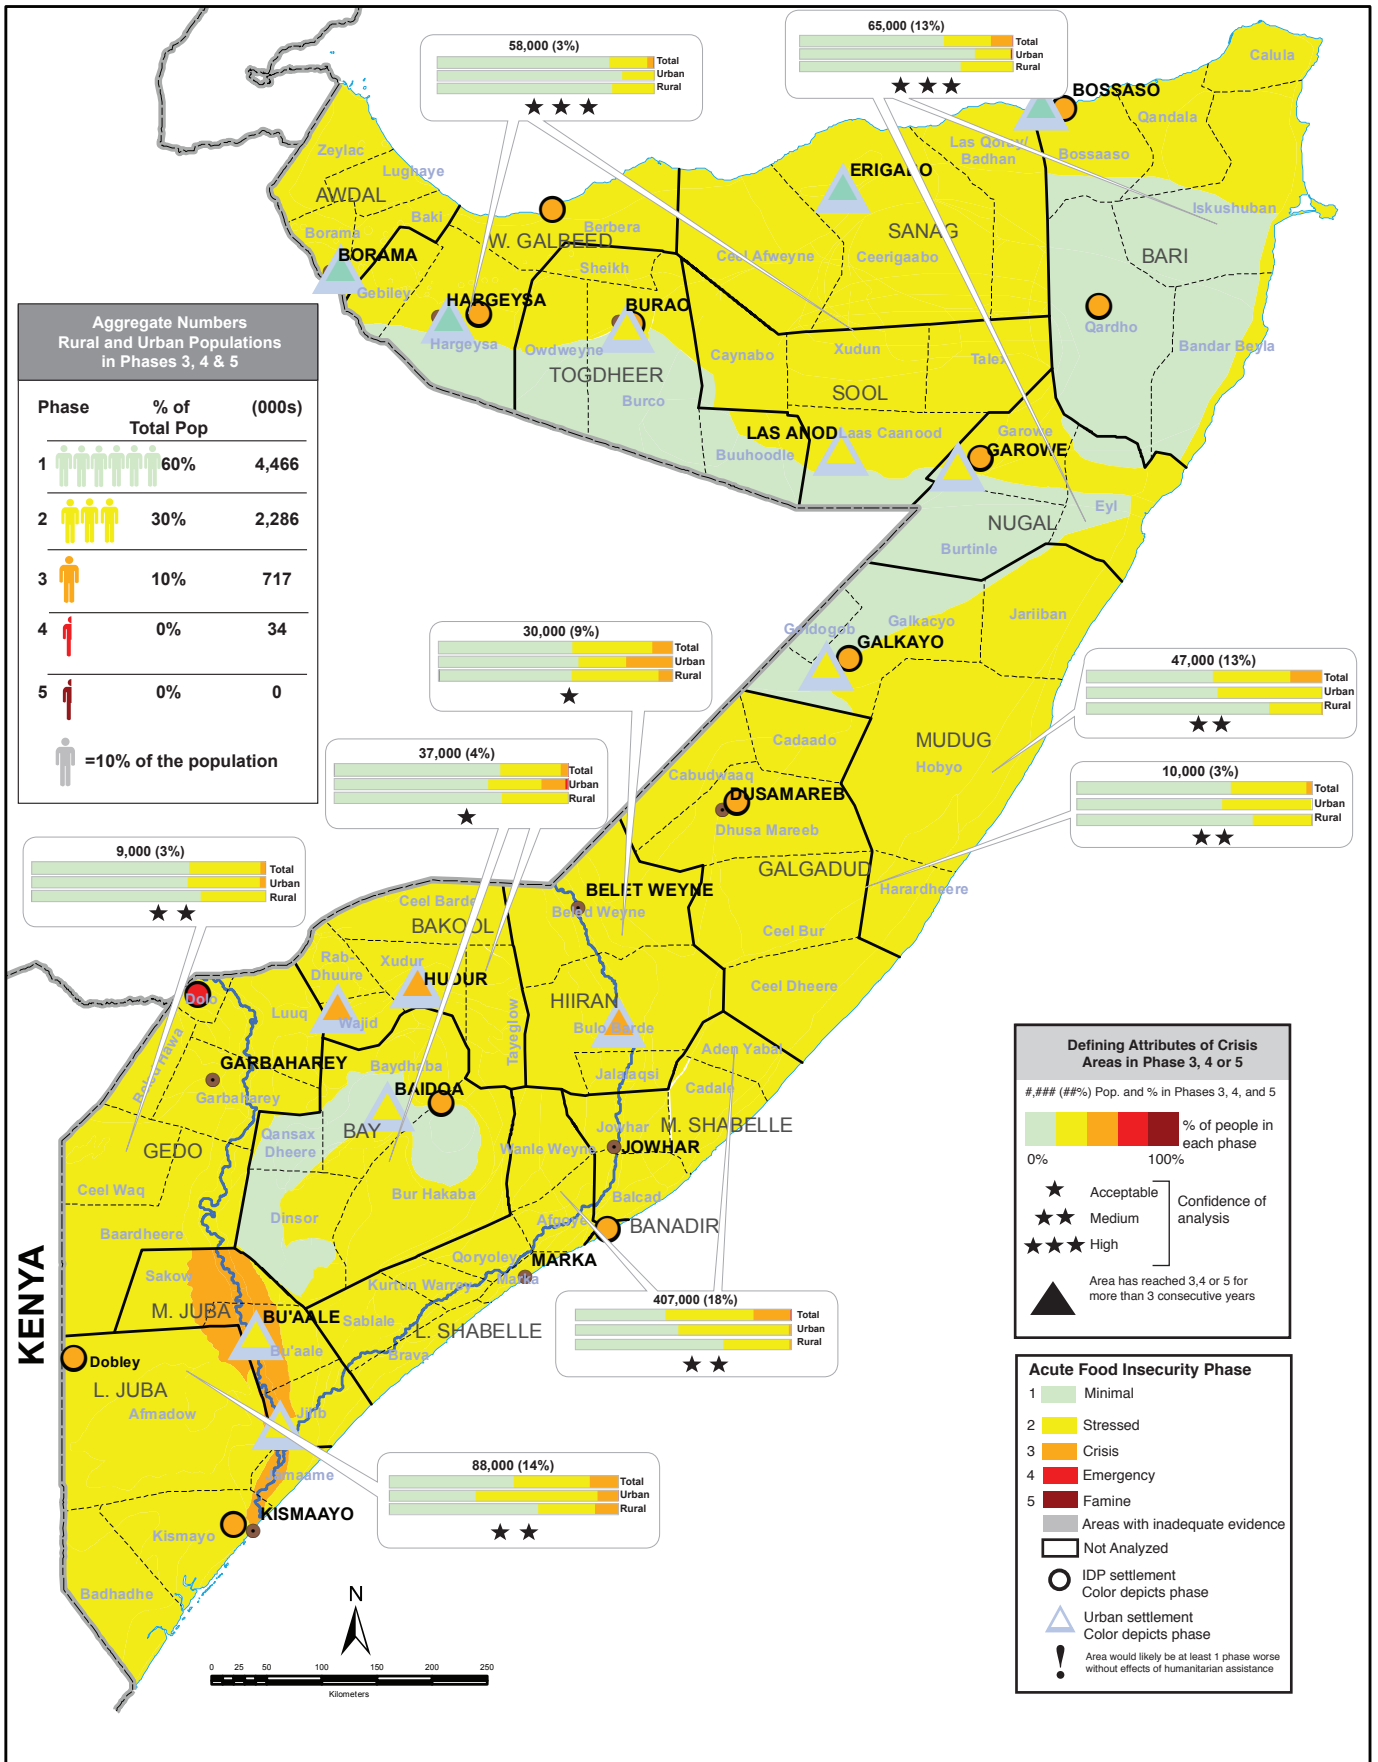 58,000 (3%)
Total
Urban
Rural
65,000 (13%)
Total
Urban
Rural
Calula
BOSSASO
Qandala
Las Qoray/
Badhan
Bossaaso
Zeylac
Lughaye
AWDAL
Baki
Borama
BORAMA
Gebiley
W. GALBEED
Berbera
Sheikh
ERIGABO
SANAG
Ceel Afweyne
Ceerigaabo
Iskushuban
BARI
Qardho
Bandar Beyla
HARGEYSA
Hargeysa
BURAO
Owdweyne
TOGDHEER
Burco
Caynabo
Xudun
Talex
SOOL
LAS ANOD
Laas Caanood
Buuhoodle
Garowe
GAROWE
Eyl
NUGAL
Burtinle
Aggregate Numbers
Rural and Urban Populations
in Phases 3, 4 & 5
Phase
% of
Total Pop
(000s)
1 60% 4,466
2 30% 2,286
3 10% 717
4 0% 34
5 0% 0
=10% of the population
Jariiban
Galkacyo
Goldogob
GALKAYO
30,000 (9%)
Total
Urban
Rural
47,000 (13%)
Total
Urban
Rural
MUDUG
Hobyo
Cadaado
Cabudwaaq
DUSAMAREB
Dhusa Mareeb
GALGADUD
Harardheere
37,000 (4%)
Total
Urban
Rural
10,000 (3%)
Total
Urban
Rural
9,000 (3%)
Total
Urban
Rural
BELET WEYNE
Beled Weyne
Ceel Barde
BAKOOL
Ceel Bur
Rab-
Dhuure
Xudur
HUDUR
Ceel Dheere
Dolo
Luuq
Wajid
HIIRAN
Bulo Barde
Tayeglow
Beled Hawa
Aden Yabal
GARBAHAREY
Garbaharey
Baydhaba
BAIDOA
Jalalaqsi
Cadale
Qansax
Dheere
BAY
GEDO
Jowhar
M. SHABELLE
JOWHAR
Wanle Weyne
Ceel Waq
Bur Hakaba
Balcad
Dinsor
Afgoye
BANADIR
Baardheere
Qoryoley
MARKA
Marka
Sakow
Kurtun Warrey
M. JUBA
BU'AALE
Bu'aale
Sablale
L. SHABELLE
Brava
407,000 (18%)
Total
Urban
Rural
KENYA
Dobley
L. JUBA
Afmadow
Jilib
Jamaame
88,000 (14%)
Total
Urban
Rural
KISMAAYO
Kismayo
Badhadhe
N
0 25 50 100 150 200 250
Kilometers
Defining Attributes of Crisis
Areas in Phase 3, 4 or 5
#,### (##%) Pop. and % in Phases 3, 4, and 5
% of people in
each phase
0% 100%
Acceptable
Medium
High
Confidence of
analysis
Area has reached 3,4 or 5 for
more than 3 consecutive years
Acute Food Insecurity Phase
1 Minimal
2 Stressed
3 Crisis
4 Emergency
5 Famine
Areas with inadequate evidence
Not Analyzed
IDP settlement
Color depicts phase
Urban settlement
Color depicts phase
! Area would likely be at least 1 phase worse
without effects of humanitarian assistance